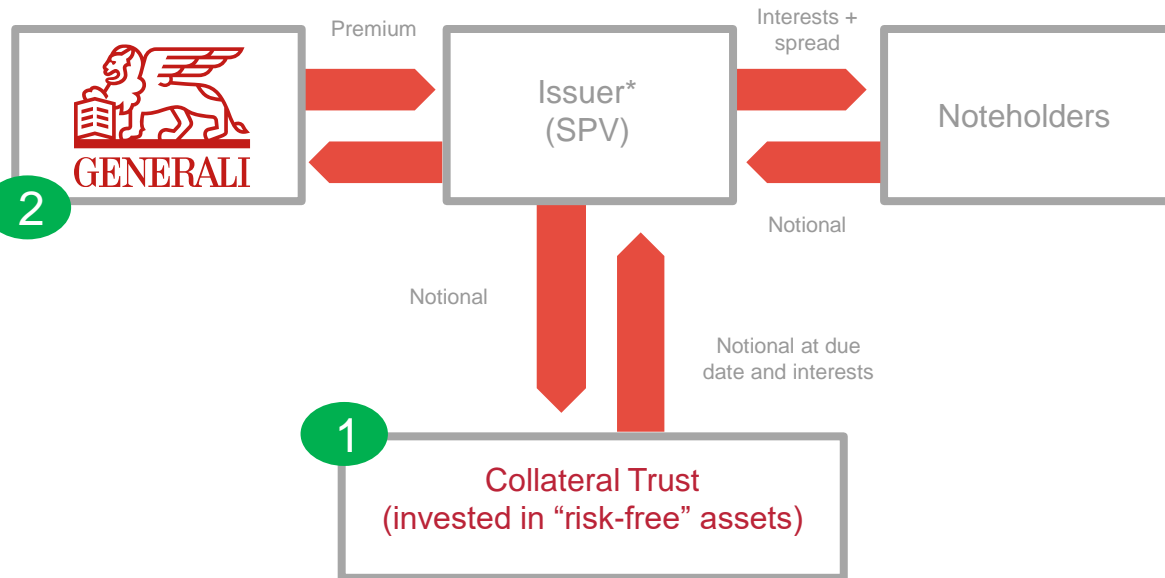 Premium
Interests +
spread
GENERALI
Issuer*
(SPV)
Noteholders
2
Notional
Notional
Notional at due
date and interests
1
Collateral Trust
(invested in “risk-free” assets)